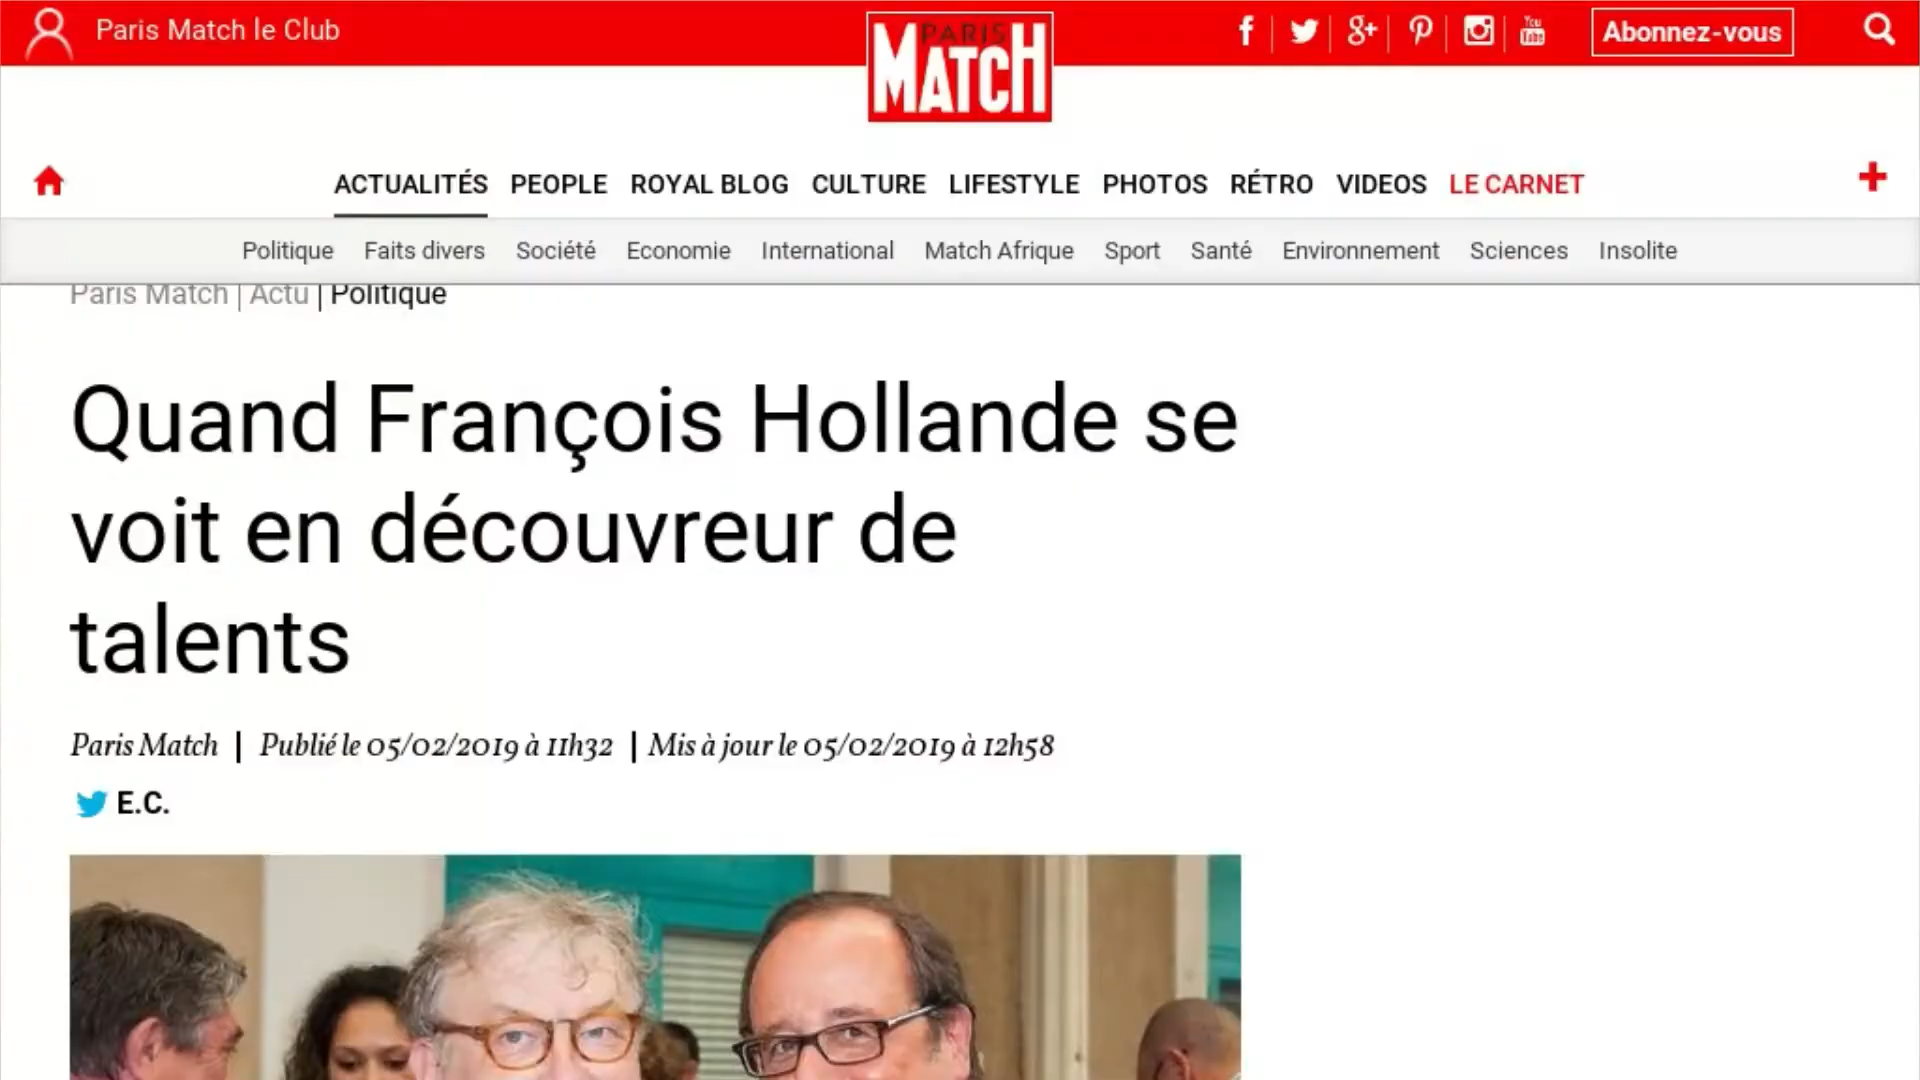 Paris Match le Club
PARIS
MATCH
You
Tube
Abonnez-vous
ACTUALITÉS PEOPLE ROYAL BLOG CULTURE LIFESTYLE PHOTOS RÉTRO VIDEOS LE CARNET
Politique Faits divers Société Economie International Match Afrique Sport Santé Environnement Sciences Insolite
Paris Match | Actu | Politique
Quand François Hollande se
voit en découvreur de
talents
Paris Match | Publié le 05/02/2019 à 11h32 | Mis à jour le 05/02/2019 à 12h58
E.C.